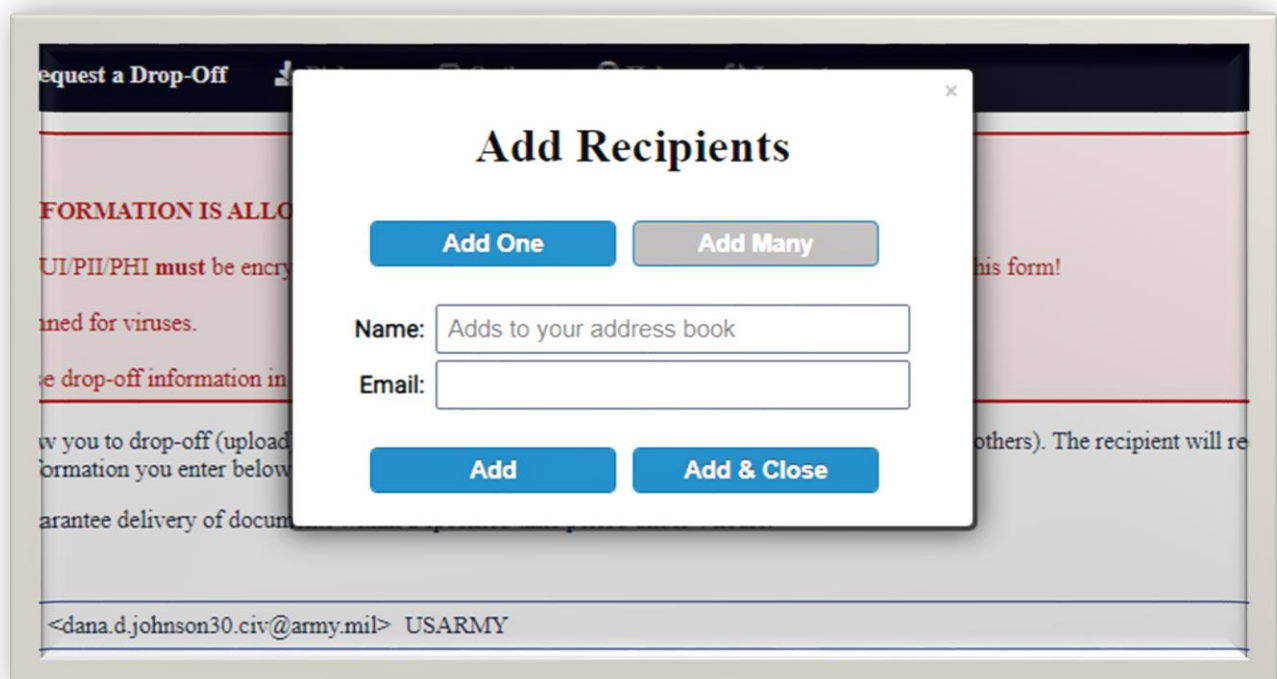 equest a Drop-Off
Add Recipients
×
FORMATION IS ALLO
Add One Add Many
UI/PII/PHI must be encry his form!
nned for viruses.
Name: Adds to your address book
e drop-off information in
Email:
w you to drop-off (upload others). The recipient will re
ormation you enter below
Add Add & Close
arantee delivery of docum
<dana.d.johnson30.civ@army.mil> USARMY